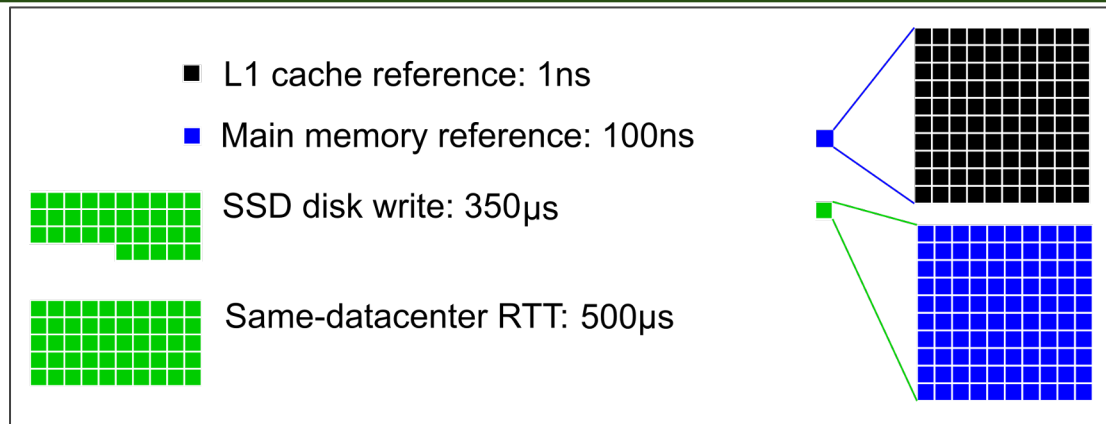 L1 cache reference: 1ns
Main memory reference: 100ns
SSD disk write: 350µs
Same-datacenter RTT: 500µs